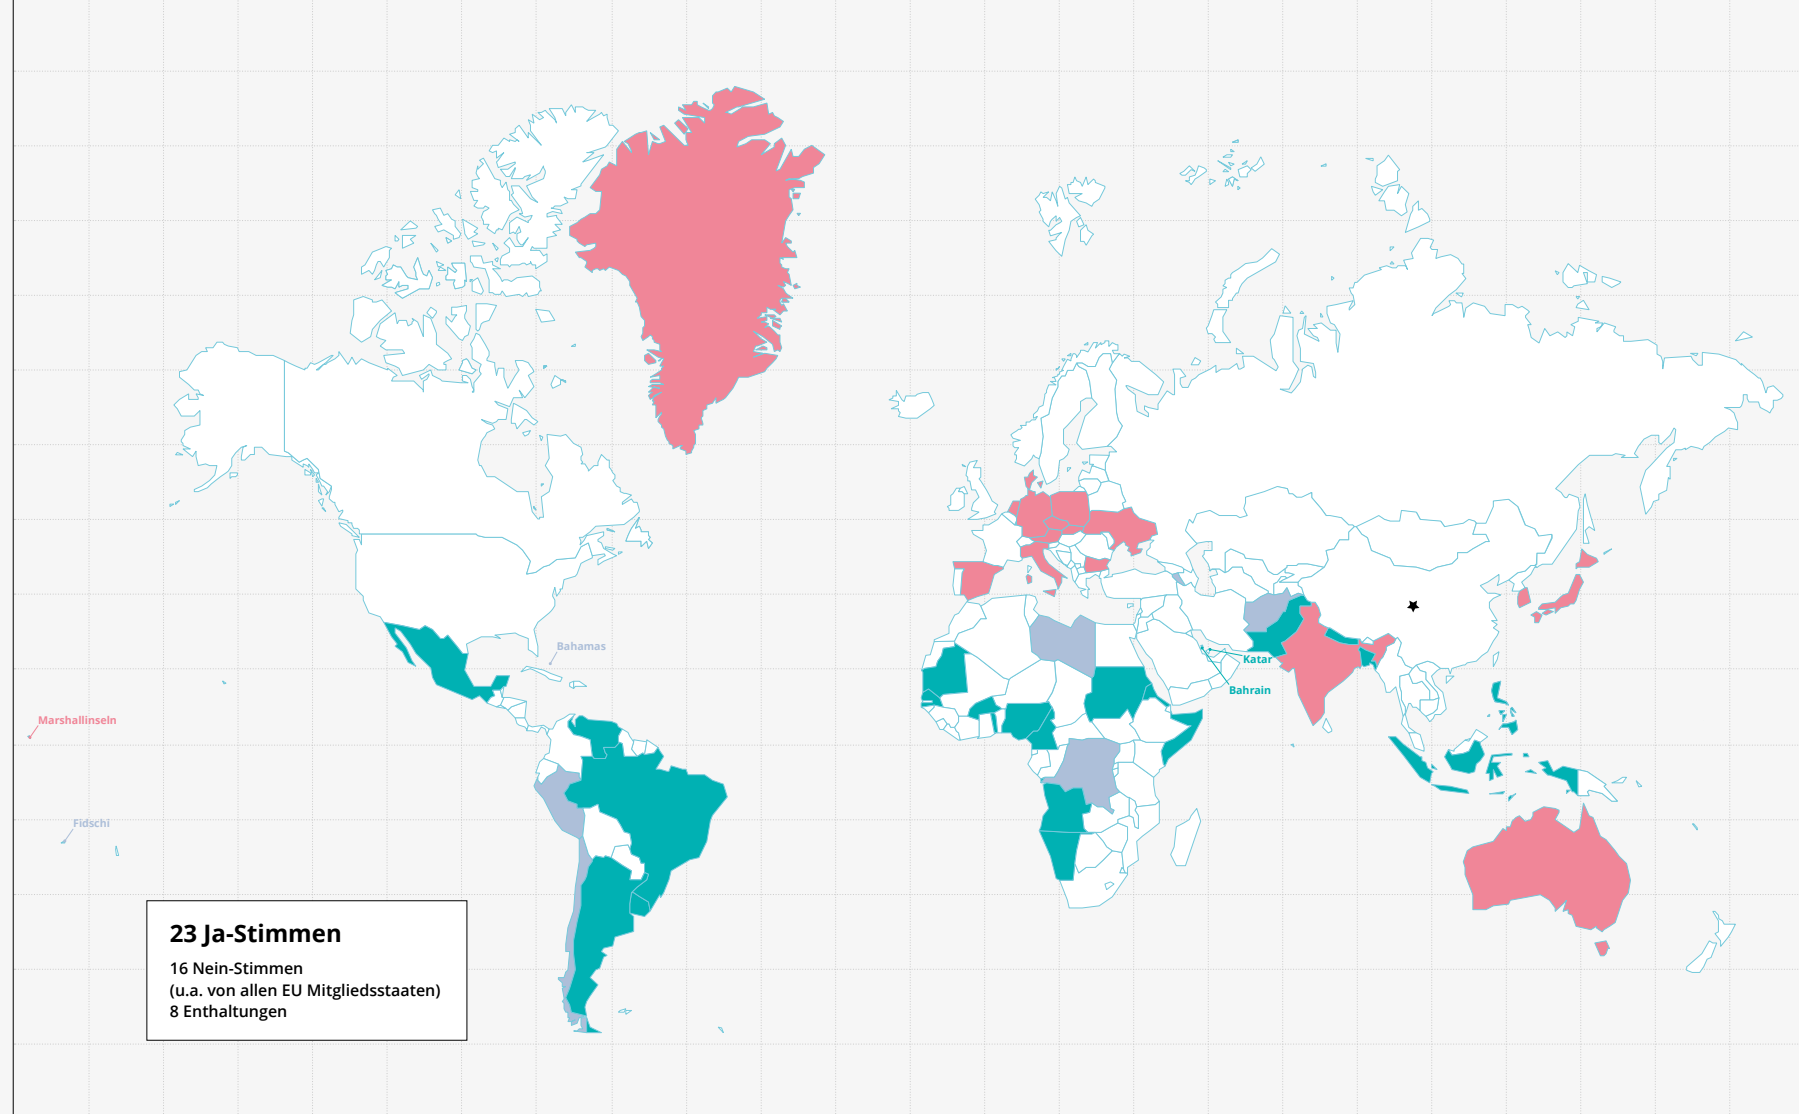 Bahamas
Katar
Bahrain
Marshallinseln
Fidschi
23 Ja-Stimmen
16 Nein-Stimmen
(u.a. von allen EU Mitgliedsstaaten)
8 Enthaltungen